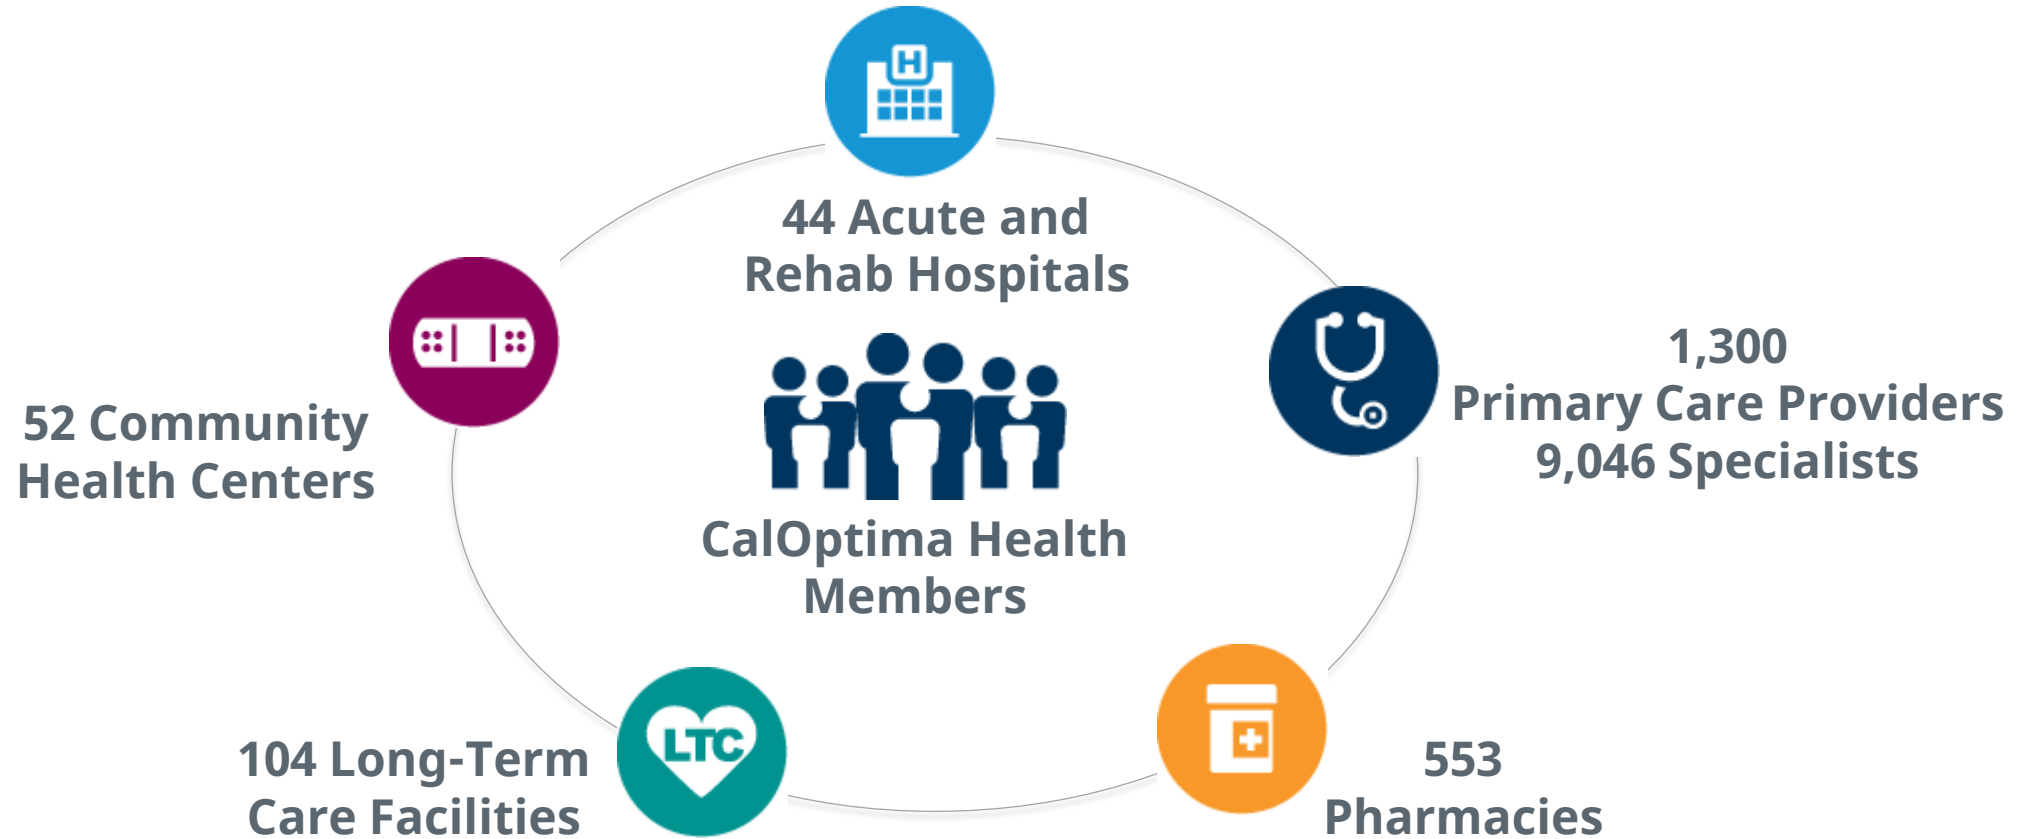 H
44 Acute and
Rehab Hospitals
52 Community
Health Centers
1,300
Primary Care Providers
9,046 Specialists
CalOptima Health
Members
LTC
104 Long-Term
Care Facilities
553
Pharmacies